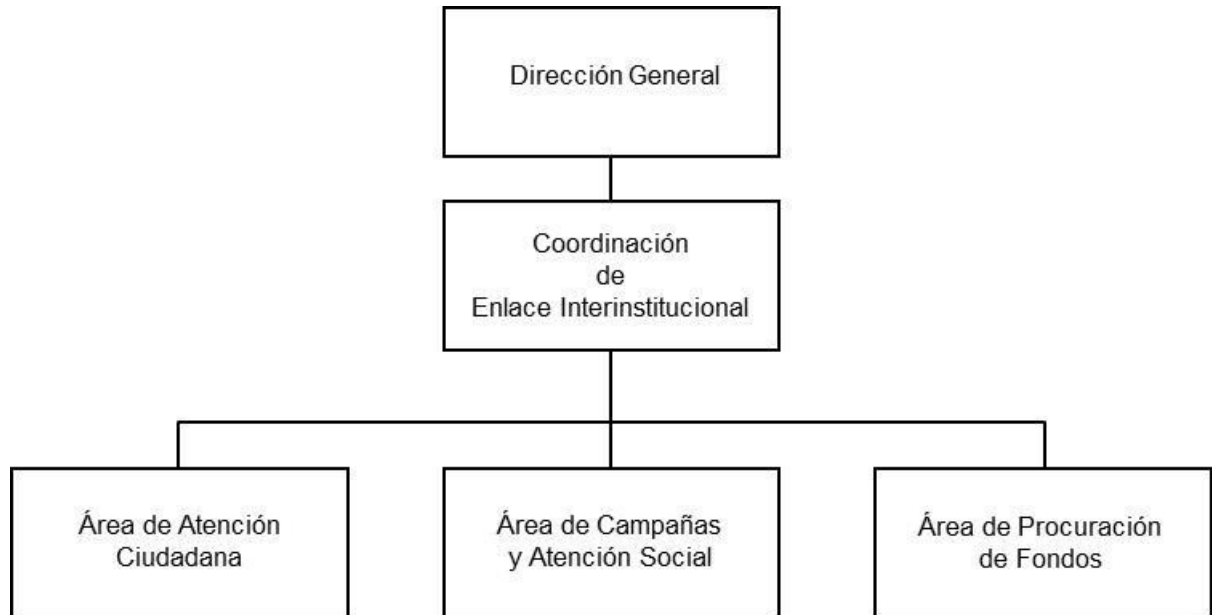 Dirección General
Coordinación
de
Enlace Interinstitucional
Área de Atención
Ciudadana
Área de Campañas
y Atención Social
Área de Procuración
de Fondos